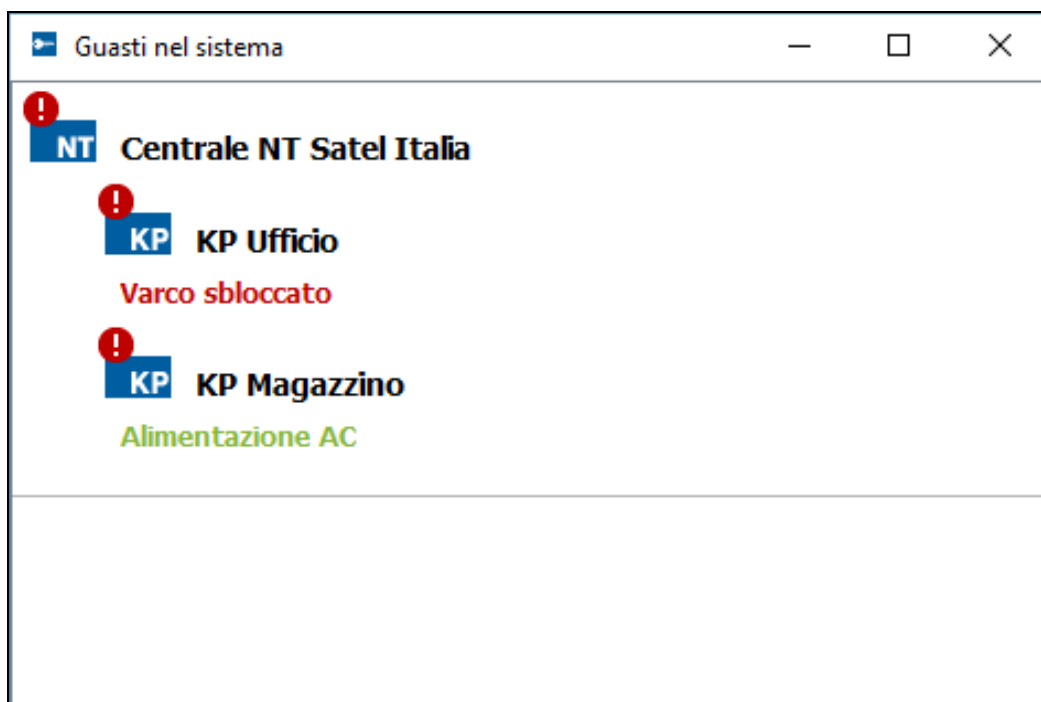 Guasti nel sistema
!
NT Centrale NT Satel Italia
!
KP KP Ufficio
Varco sbloccato
!
KP KP Magazzino
Alimentazione AC